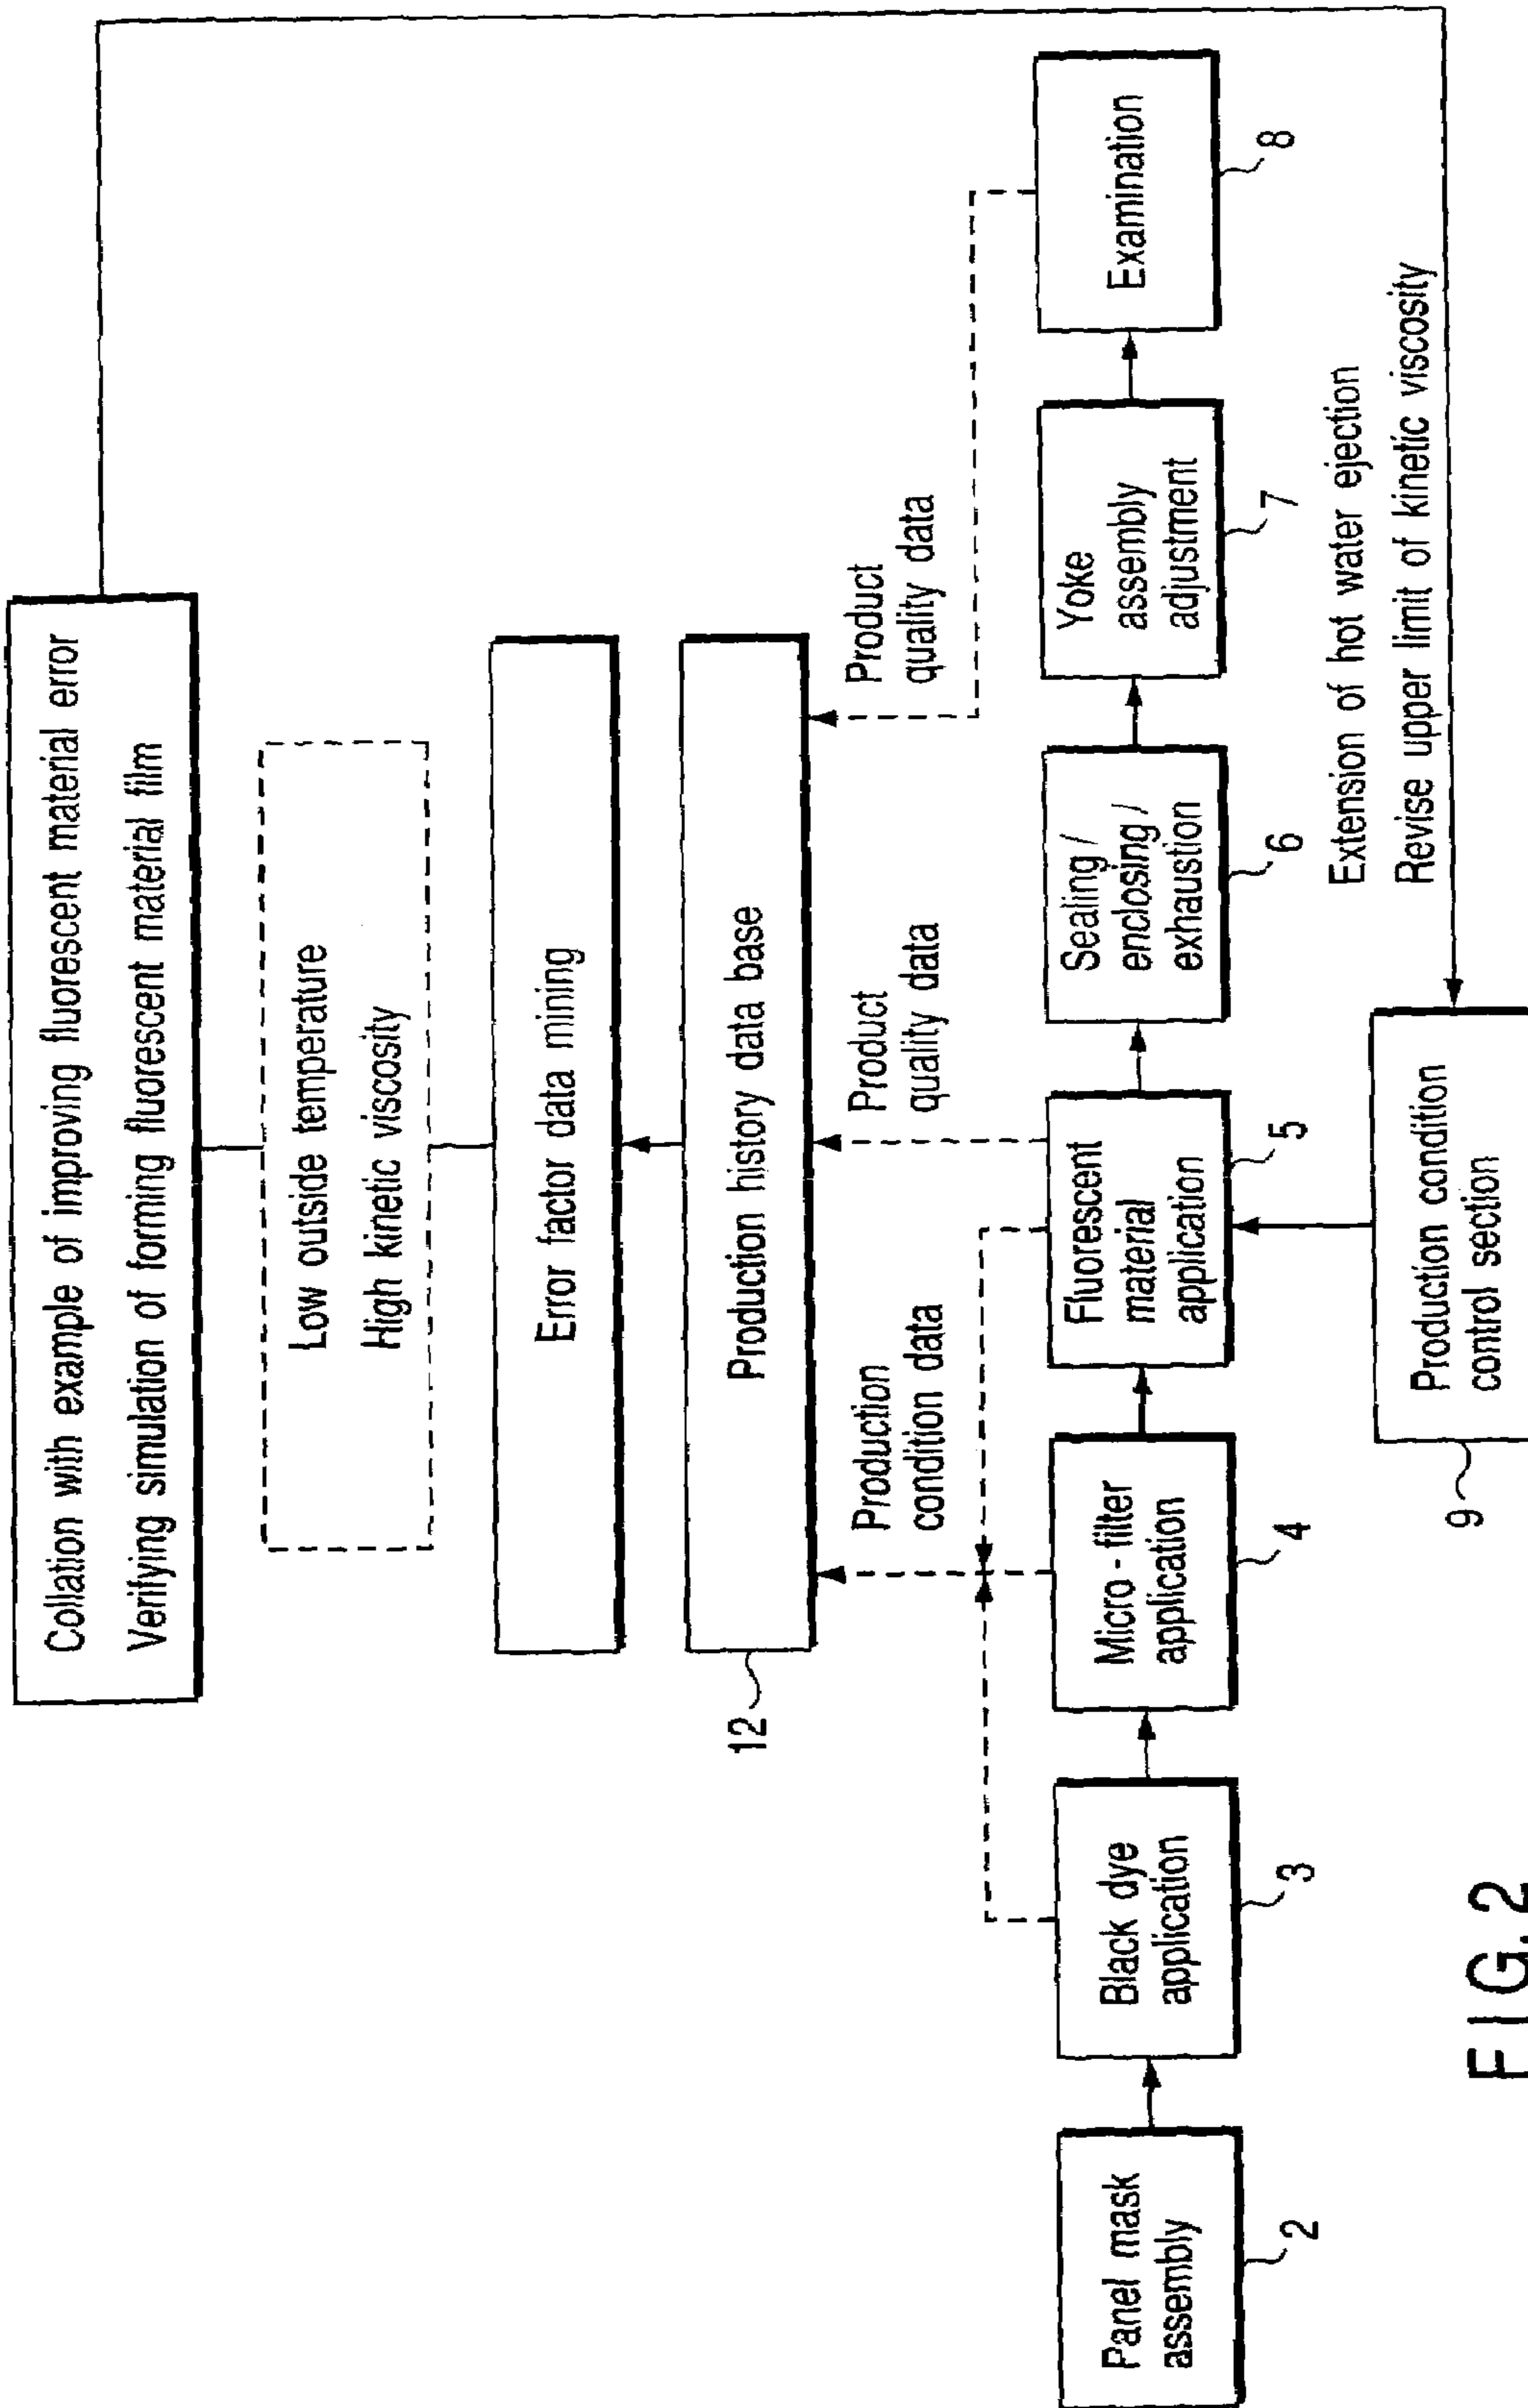 Collation with example of improving fluorescent material error
Verifying simulation of forming fluorescent material film
Low outside temperature
High kinetic viscosity
Error factor data mining
Production history data base
12
Production
condition data
Product
quality data
Product
quality data
Panel mask
assembly
2
Black dye
application
3
Micro - filter
application
4
Fluorescent
material
application
5
Sealing /
enclosing /
exhaustion
6
Yoke
assembly
adjustment
7
Examination
8
Extension of hot water ejection
Revise upper limit of kinetic viscosity
Production condition
control section
9
FIG. 2